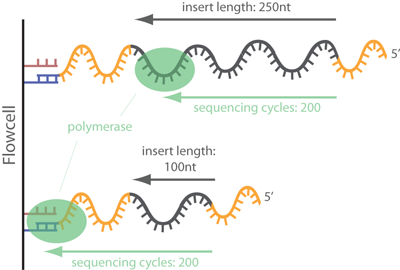 insert length: 250nt
5'
sequencing cycles: 200
polymerase
Flowcell
insert length:
100nt
5'
sequencing cycles: 200